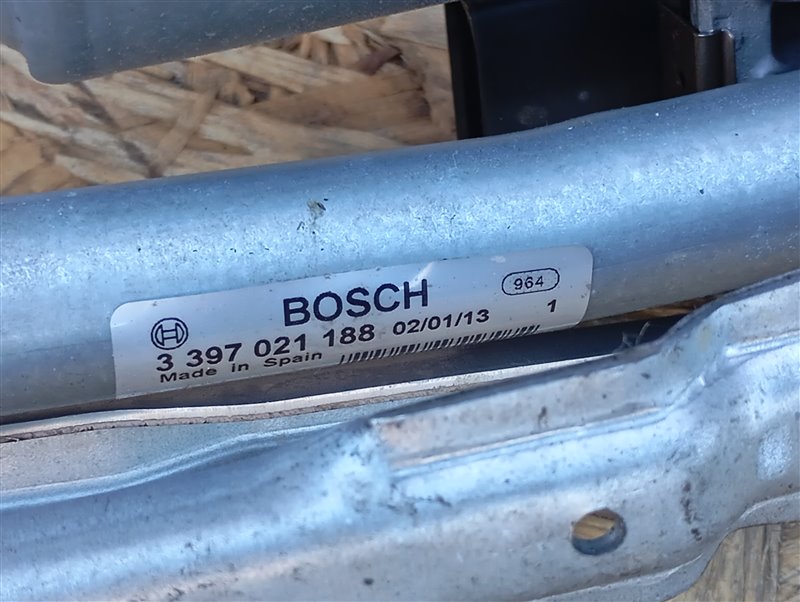 BOSCH 964
3 397 021 188 02/01/13 1
Made in Spain